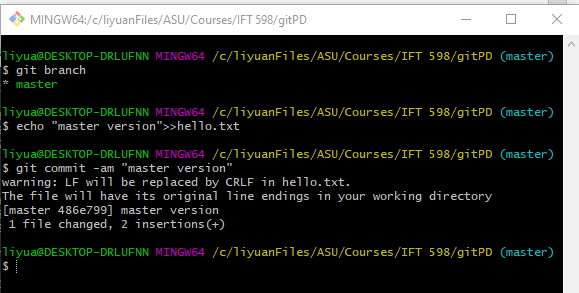 MINGW64:/c/liyuanFiles/ASU/Courses/IFT 598/gitPD
liyua@DESKTOP-DRLUFNN MINGW64 /c/liyuanFiles/ASU/Courses/IFT 598/gitPD (master)
$ git branch
* master
liyua@DESKTOP-DRLUFNN MINGW64 /c/liyuanFiles/ASU/Courses/IFT 598/gitPD (master)
$ echo "master version">>hello.txt
liyua@DESKTOP-DRLUFNN MINGW64 /c/liyuanFiles/ASU/Courses/IFT 598/gitPD (master)
$ git commit -am "master version"
warning: LF will be replaced by CRLF in hello.txt.
The file will have its original line endings in your working directory
[master 486e799] master version
 1 file changed, 2 insertions(+)
liyua@DESKTOP-DRLUFNN MINGW64 /c/liyuanFiles/ASU/Courses/IFT 598/gitPD (master)
$